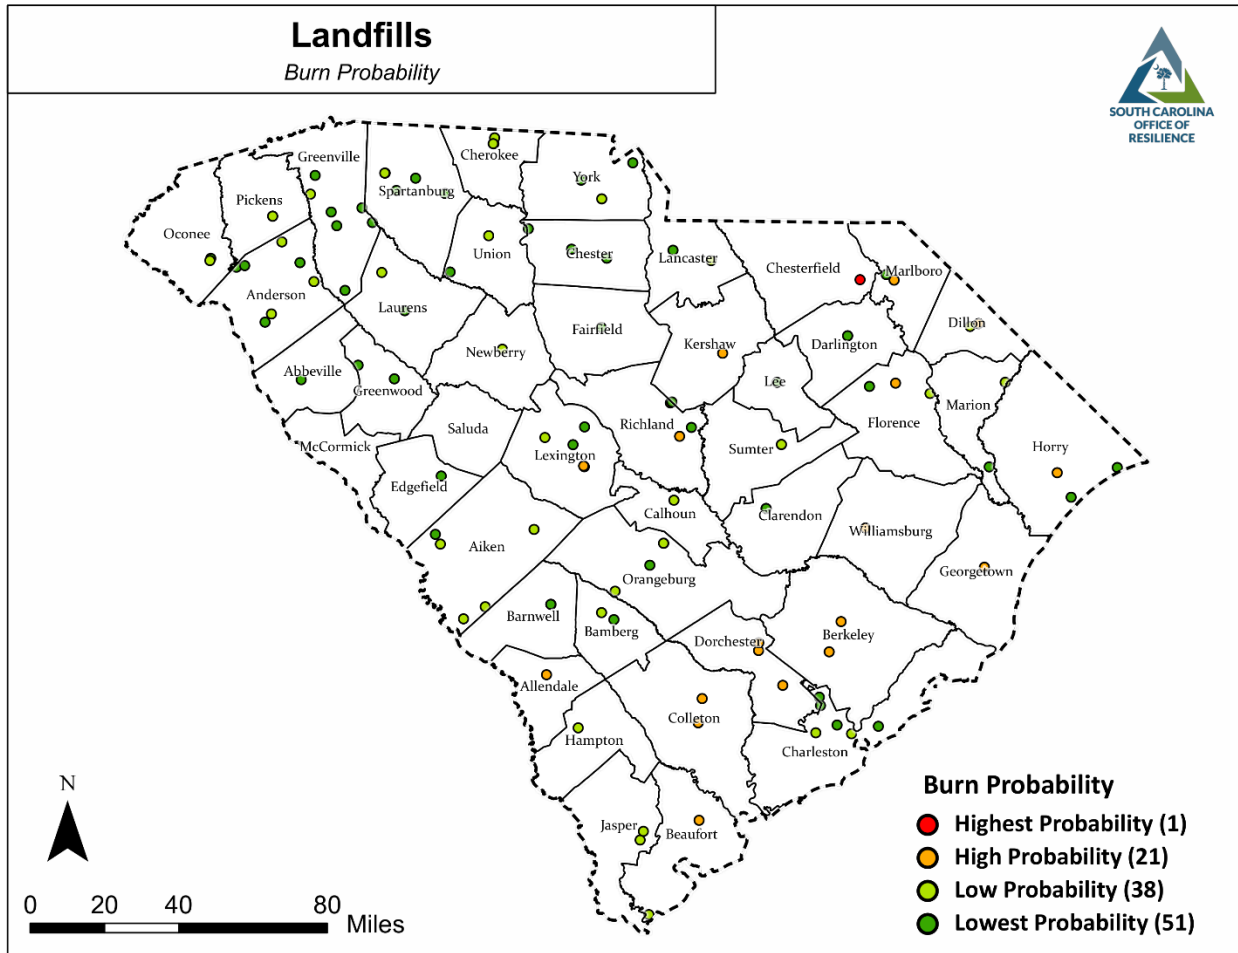 Landfills
Burn Probability
SOUTH CAROLINA
OFFICE OF
RESILIENCE
Greenville
Cherokee
York
Spartanburg
Pickens
Oconee
Union
Chester
Lancaster
Chesterfield
Marlboro
Anderson
Laurens
Fairfield
Dillon
Newberry
Kershaw
Darlington
Abbeville
Greenwood
Lee
Marion
Saluda
Richland
Florence
McCormick
Lexington
Sumter
Horry
Edgefield
Calhoun
Clarendon
Williamsburg
Aiken
Orangeburg
Georgetown
Barnwell
Bamberg
Dorchester
Berkeley
Allendale
Colleton
Hampton
Charleston
Jasper
Beaufort
N
0 20 40 80 Miles
Burn Probability
Highest Probability (1)
High Probability (21)
Low Probability (38)
Lowest Probability (51)